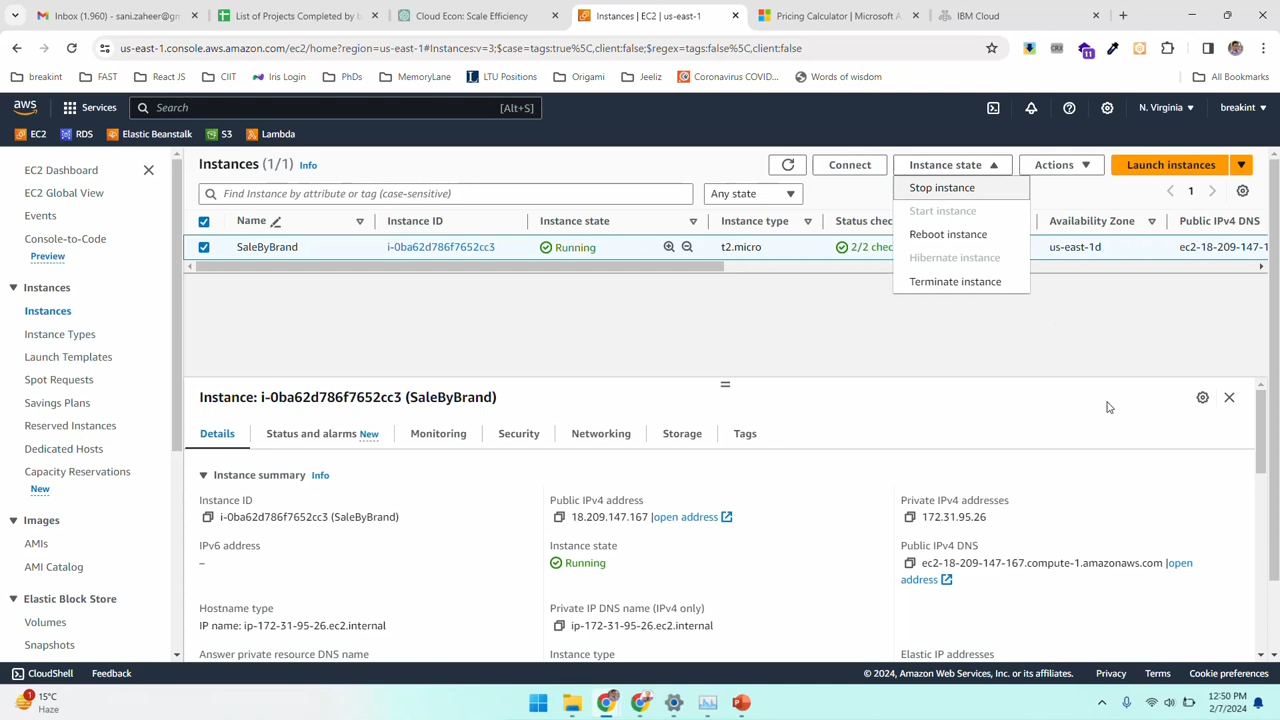 Inbox (1,960) - sani.zaheer@gm
List of Projects Completed by t
Cloud Econ: Scale Efficiency
Instances | EC2 | us-east-1
Pricing Calculator | Microsoft A
IBM Cloud
us-east-1.console.aws.amazon.com/ec2/home?region=us-east-1#Instances:v=3;$case=tags:true%5C,client:false;$regex=tags:false%5C,client:false
11
breakint
FAST
React JS
CIIT
Iris Login
PhDs
MemoryLane
LTU Positions
Origami
Jeeliz
Coronavirus COVID...
Words of wisdom
All Bookmarks
aws
Services
Search
[Alt+S]
N. Virginia
breakint
EC2
RDS
Elastic Beanstalk
S3
Lambda
EC2 Dashboard
EC2 Global View
Events
Console-to-Code
Preview
Instances
Instances
Instance Types
Launch Templates
Spot Requests
Savings Plans
Reserved Instances
Dedicated Hosts
Capacity Reservations
New
Images
AMIs
AMI Catalog
Elastic Block Store
Volumes
Snapshots
Instances (1/1) Info
Connect
Instance state
Actions
Launch instances
Find Instance by attribute or tag (case-sensitive)
Any state
1
Stop instance
Start instance
Reboot instance
Hibernate instance
Terminate instance
Name
Instance ID
Instance state
Instance type
Status chec
Availability Zone
Public IPv4 DNS
SaleByBrand
i-0ba62d786f7652cc3
Running
t2.micro
2/2 chec
us-east-1d
ec2-18-209-147-1
Instance: i-0ba62d786f7652cc3 (SaleByBrand)
Details
Status and alarms New
Monitoring
Security
Networking
Storage
Tags
Instance summary Info
Instance ID
i-0ba62d786f7652cc3 (SaleByBrand)
Public IPv4 address
18.209.147.167 |open address
Private IPv4 addresses
172.31.95.26
IPv6 address
–
Instance state
Running
Public IPv4 DNS
ec2-18-209-147-167.compute-1.amazonaws.com |open
address
Hostname type
IP name: ip-172-31-95-26.ec2.internal
Private IP DNS name (IPv4 only)
ip-172-31-95-26.ec2.internal
Answer private resource DNS name
Instance type
Elastic IP addresses
CloudShell
Feedback
© 2024, Amazon Web Services, Inc. or its affiliates.
Privacy
Terms
Cookie preferences
1
15°C
Haze
12:50 PM
2/7/2024